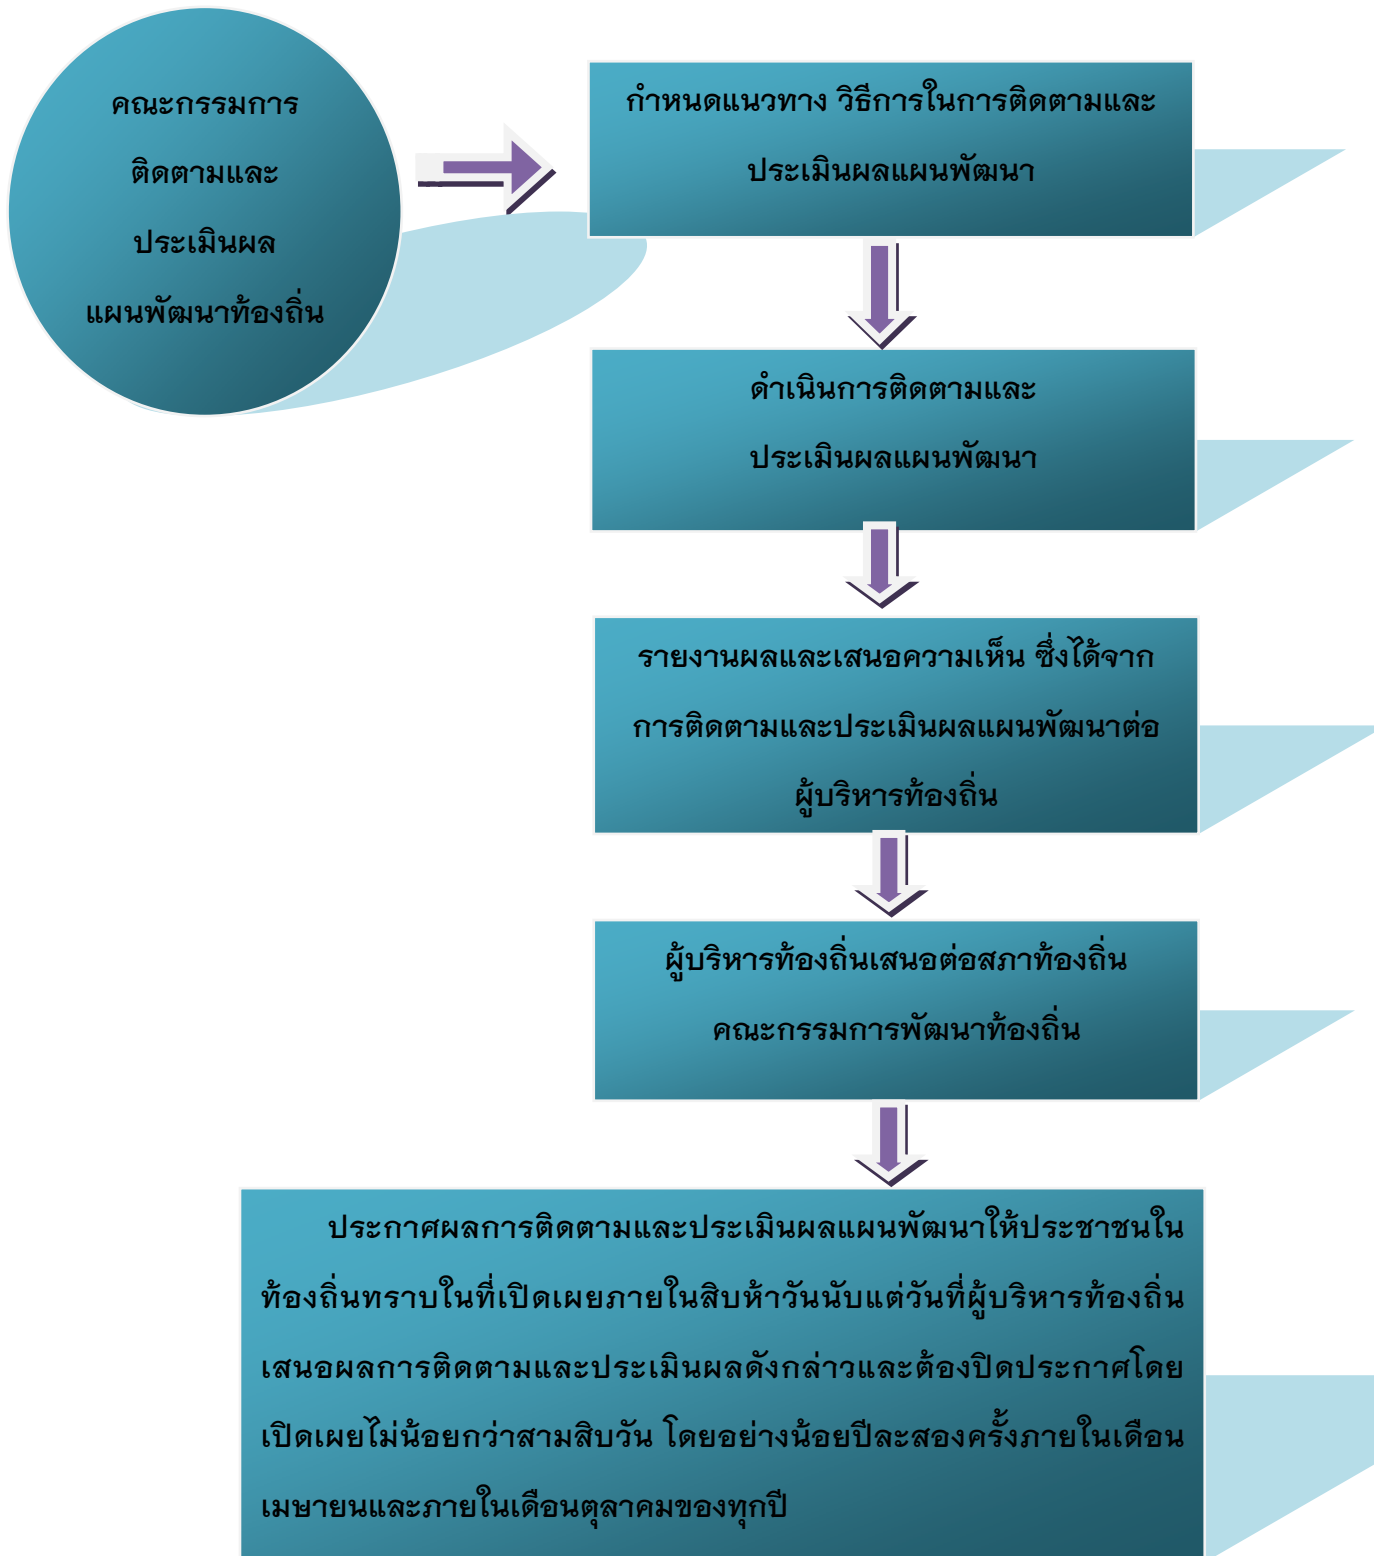 คณะกรรมการ
ติดตามและ
ประเมินผล
แผนพัฒนาท้องถิ่น
กำหนดแนวทาง วิธีการในการติดตามและ
ประเมินผลแผนพัฒนา
ดำเนินการติดตามและ
ประเมินผลแผนพัฒนา
รายงานผลและเสนอความเห็น ซึ่งได้จาก
การติดตามและประเมินผลแผนพัฒนาต่อ
ผู้บริหารท้องถิ่น
ผู้บริหารท้องถิ่นเสนอต่อสภาท้องถิ่น
คณะกรรมการพัฒนาท้องถิ่น
ประกาศผลการติดตามและประเมินผลแผนพัฒนาให้ประชาชนใน
ท้องถิ่นทราบในที่เปิดเผยภายในสิบห้าวันนับแต่วันที่ผู้บริหารท้องถิ่น
เสนอผลการติดตามและประเมินผลดังกล่าวและต้องปิดประกาศโดย
เปิดเผยไม่น้อยกว่าสามสิบวัน โดยอย่างน้อยปีละสองครั้งภายในเดือน
เมษายนและภายในเดือนตุลาคมของทุกปี